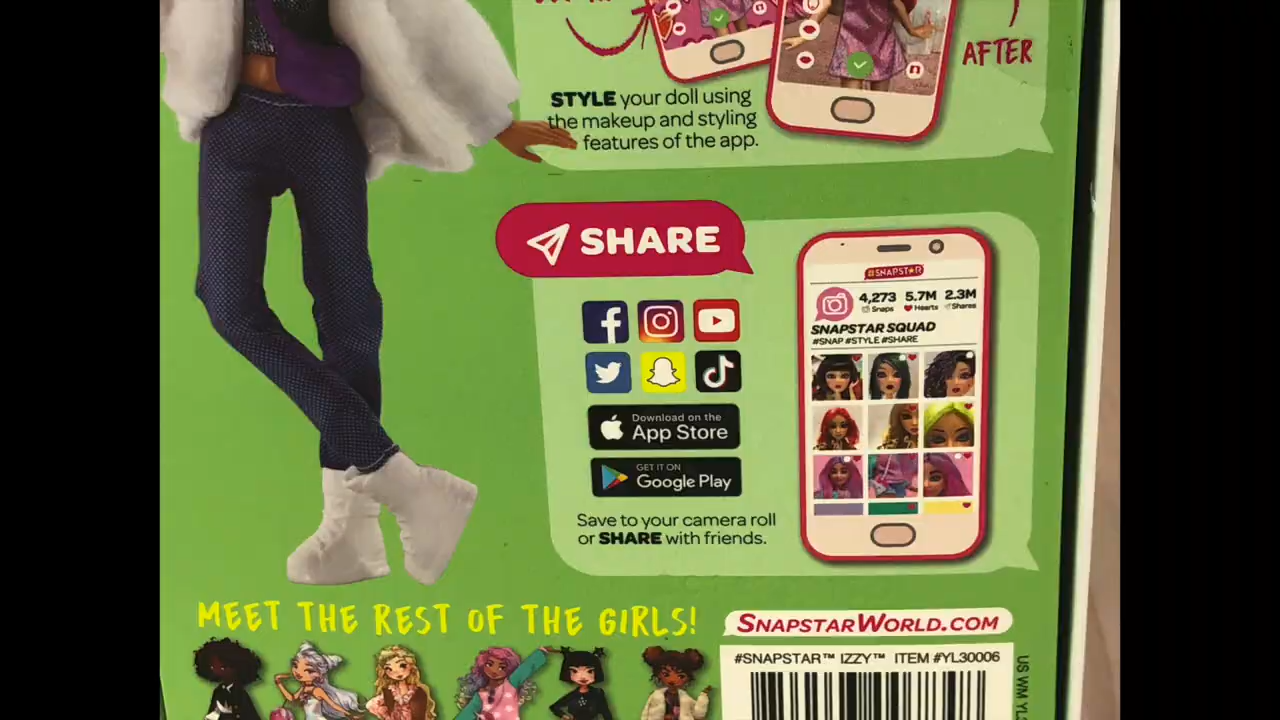 AFTER
STYLE your doll using
the makeup and styling
features of the app.
SHARE
#SNAPSTAR
4,273 5.7M 2.3M
Snaps Hearts Shares
SNAPSTAR SQUAD
#SNAP #STYLE #SHARE
Download on the
App Store
GET IT ON
Google Play
Save to your camera roll
or SHARE with friends.
MEET THE REST OF THE GIRLS!
SNAPSTARWORLD.COM
#SNAPSTAR™ IZZY™ ITEM #YL30006